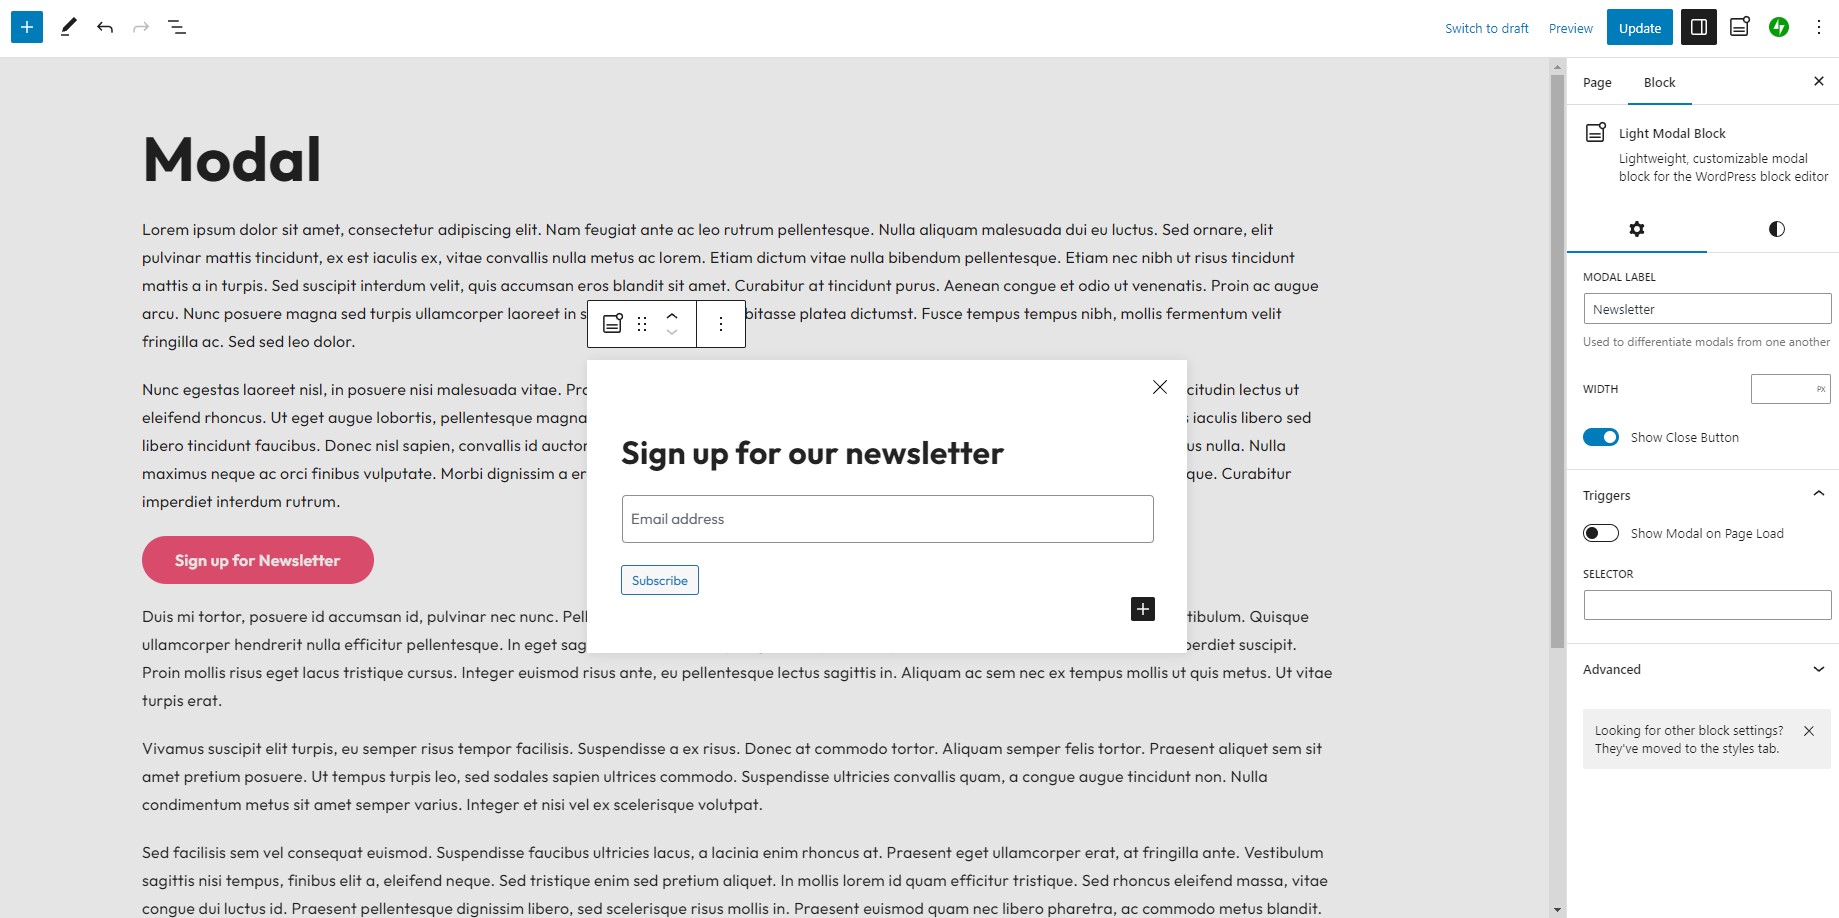 Switch to draft
Preview
Update
Modal
Lorem ipsum dolor sit amet, consectetur adipiscing elit. Nam feugiat ante ac leo rutrum pellentesque. Nulla aliquam malesuada dui eu luctus. Sed ornare, elit
pulvinar mattis tincidunt, ex est iaculis ex, vitae convallis nulla metus ac lorem. Etiam dictum vitae nulla bibendum pellentesque. Etiam nec nibh ut risus tincidunt
mattis a in turpis. Sed suscipit interdum velit, quis accumsan eros blandit sit amet. Curabitur at tincidunt purus. Aenean congue et odio ut venenatis. Proin ac augue
arcu. Nunc posuere magna sed turpis ullamcorper laoreet in s bitasse platea dictumst. Fusce tempus tempus nibh, mollis fermentum velit
fringilla ac. Sed sed leo dolor.
Nunc egestas laoreet nisl, in posuere nisi malesuada vitae. Pro citudin lectus ut
eleifend rhoncus. Ut eget augue lobortis, pellentesque magna iaculis libero sed
libero tincidunt faucibus. Donec nisl sapien, convallis id auctor us nulla. Nulla
maximus neque ac orci finibus vulputate. Morbi dignissim a er que. Curabitur
imperdiet interdum rutrum.
Sign up for Newsletter
Duis mi tortor, posuere id accumsan id, pulvinar nec nunc. Pell tibulum. Quisque
ullamcorper hendrerit nulla efficitur pellentesque. In eget sag perdiet suscipit.
Proin mollis risus eget lacus tristique cursus. Integer euismod risus ante, eu pellentesque lectus sagittis in. Aliquam ac sem nec ex tempus mollis ut quis metus. Ut vitae
turpis erat.
Vivamus suscipit elit turpis, eu semper risus tempor facilisis. Suspendisse a ex risus. Donec at commodo tortor. Aliquam semper felis tortor. Praesent aliquet sem sit
amet pretium posuere. Ut tempus turpis leo, sed sodales sapien ultrices commodo. Suspendisse ultricies convallis quam, a congue augue tincidunt non. Nulla
condimentum metus sit amet semper varius. Integer et nisi vel ex scelerisque volutpat.
Sed facilisis sem vel consequat euismod. Suspendisse faucibus ultricies lacus, a lacinia enim rhoncus at. Praesent eget ullamcorper erat, at fringilla ante. Vestibulum
sagittis nisi tempus, finibus elit a, eleifend neque. Sed tristique enim sed pretium aliquet. In mollis lorem id quam efficitur tristique. Sed rhoncus eleifend massa, vitae
congue dui luctus id. Praesent pellentesque dignissim libero, sed scelerisque risus mollis in. Praesent euismod quam nec libero pharetra, ac commodo metus blandit.
Sign up for our newsletter
Email address
Subscribe
Page
Block
Light Modal Block
Lightweight, customizable modal
block for the WordPress block editor
MODAL LABEL
Newsletter
Used to differentiate modals from one another
WIDTH
PX
Show Close Button
Triggers
Show Modal on Page Load
SELECTOR
Advanced
Looking for other block settings?
They've moved to the styles tab.